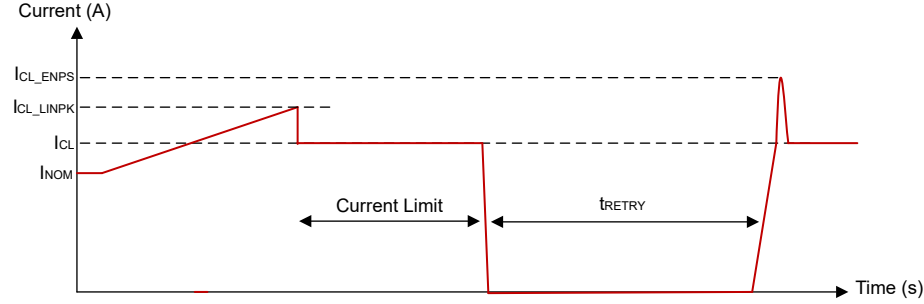 Current (A)
ICL_ENPS
ICL_LINPK
ICL
INOM
Current Limit
tRETRY
Time (s)